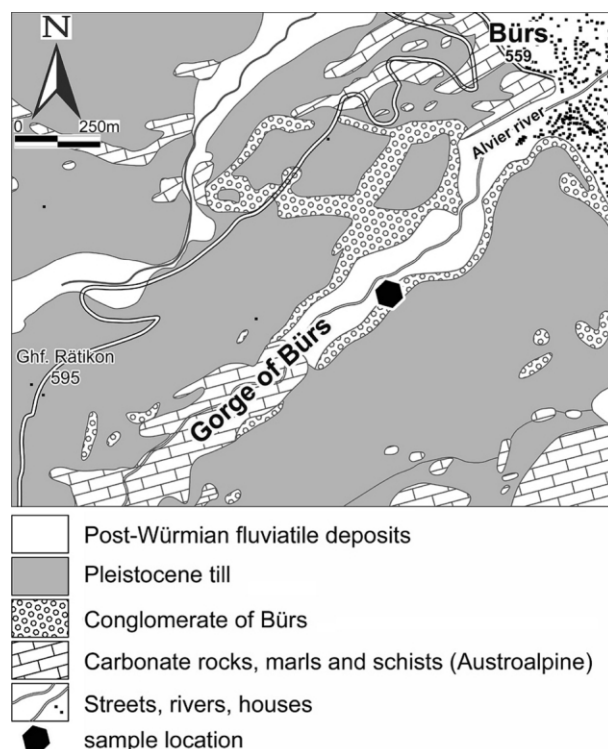 N
0 250m
Bürs
559
Alvier river
Gorge of Bürs
Ghf. Rätikon
595
Post-Würmian fluviatile deposits
Pleistocene till
Conglomerate of Bürs
Carbonate rocks, marls and schists (Austroalpine)
Streets, rivers, houses
sample location